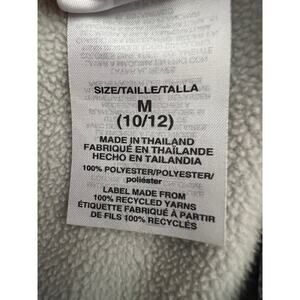 SIZE/TAILLE/TALLA
M
(10/12)
MADE IN THAILAND
FABRIQUÉ EN THAÏLANDE
HECHO EN TAILANDIA
100% POLYESTER/POLYESTER/
poliéster
LABEL MADE FROM
100% RECYCLED YARNS
ÉTIQUETTE FABRIQUÉ À PARTIR
DE FILS 100% RECYCLÉS